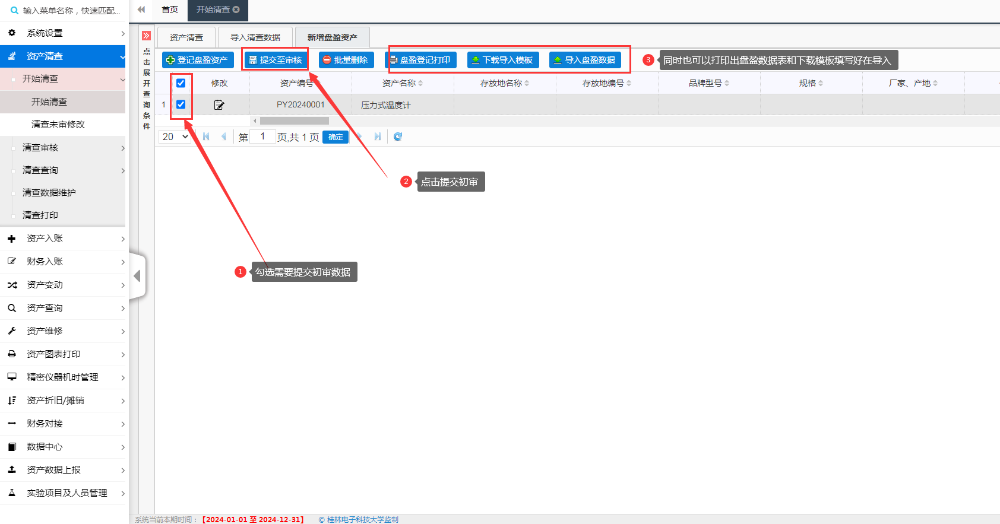 输入菜单名称，快速匹配...
首页
开始清查
系统设置
资产清查
开始清查
开始清查
清查未审修改
清查审核
清查查询
清查数据维护
清查打印
资产入账
财务入账
资产变动
资产查询
资产维修
资产图表打印
精密仪器机时管理
资产折旧/摊销
财务对接
数据中心
资产数据上报
实验项目及人员管理
点击展开查询条件
资产清查 导入清查数据 新增盘盈资产
登记盘盈资产 提交至审核 批量删除 盘盈登记打印 下载导入模板 导入盘盈数据
3 同时也可以打印出盘盈数据表和下载模板填写好在导入
修改 资产编号 资产名称 存放地名称 存放地编号 品牌型号 规格 厂家、产地
1 PY20240001 压力式温度计
20 第 1 页,共 1 页 确定
2 点击提交初审
1 勾选需要提交初审数据
系统当前本期时间：【2024-01-01 至 2024-12-31】 © 桂林电子科技大学监制